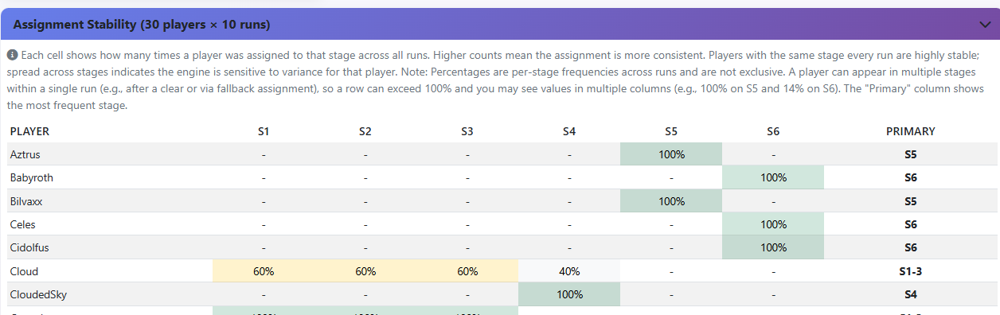 Assignment Stability (30 players × 10 runs)
Each cell shows how many times a player was assigned to that stage across all runs. Higher counts mean the assignment is more consistent. Players with the same stage every run are highly stable;
spread across stages indicates the engine is sensitive to variance for that player. Note: Percentages are per-stage frequencies across runs and are not exclusive. A player can appear in multiple stages
within a single run (e.g., after a clear or via fallback assignment), so a row can exceed 100% and you may see values in multiple columns (e.g., 100% on S5 and 14% on S6). The "Primary" column shows
the most frequent stage.
PLAYER S1 S2 S3 S4 S5 S6 PRIMARY
Aztrus - - - - 100% - S5
Babyroth - - - - - 100% S6
Bilvaxx - - - - 100% - S5
Celes - - - - - 100% S6
Cidolfus - - - - - 100% S6
Cloud 60% 60% 60% 40% - - S1-3
CloudedSky - - - 100% - - S4